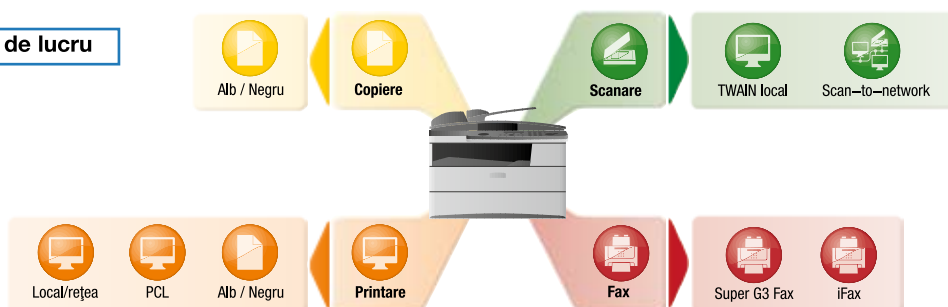 de lucru
Alb / Negru
Copiere
Scanare
TWAIN local
Scan–to–network
Local/reţea
PCL
Alb / Negru
Printare
Fax
Super G3 Fax
iFax